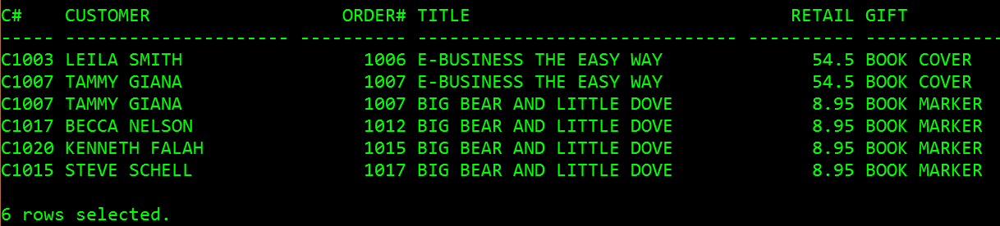 C#    CUSTOMER                  ORDER# TITLE                              RETAIL GIFT
----- --------------------- ---------- ------------------------------ ---------- -------------
C1003 LEILA SMITH                 1006 E-BUSINESS THE EASY WAY              54.5 BOOK COVER
C1007 TAMMY GIANA                 1007 E-BUSINESS THE EASY WAY              54.5 BOOK COVER
C1007 TAMMY GIANA                 1007 BIG BEAR AND LITTLE DOVE             8.95 BOOK MARKER
C1017 BECCA NELSON                1012 BIG BEAR AND LITTLE DOVE             8.95 BOOK MARKER
C1020 KENNETH FALAH               1015 BIG BEAR AND LITTLE DOVE             8.95 BOOK MARKER
C1015 STEVE SCHELL                1017 BIG BEAR AND LITTLE DOVE             8.95 BOOK MARKER
6 rows selected.